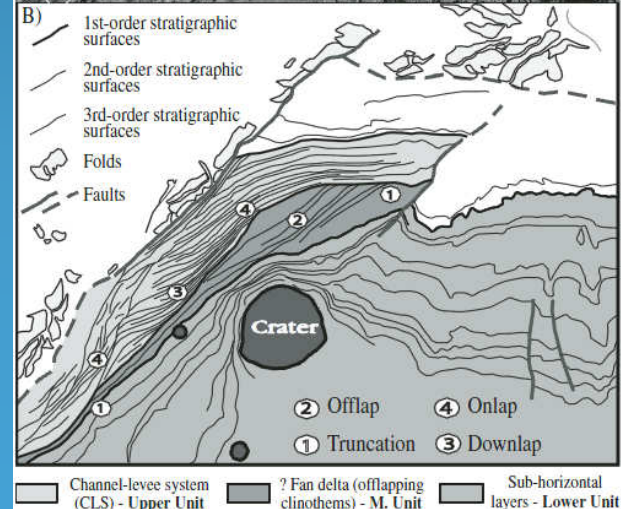 B)
1st-order stratigraphic
surfaces
2nd-order stratigraphic
surfaces
3rd-order stratigraphic
surfaces
Folds
Faults
1
4
2
3
Crater
4
1
2 Offlap
4 Onlap
1 Truncation
3 Downlap
Channel-levee system
(CLS) - Upper Unit
? Fan delta (offlapping
clinothems) - M. Unit
Sub-horizontal
layers - Lower Unit